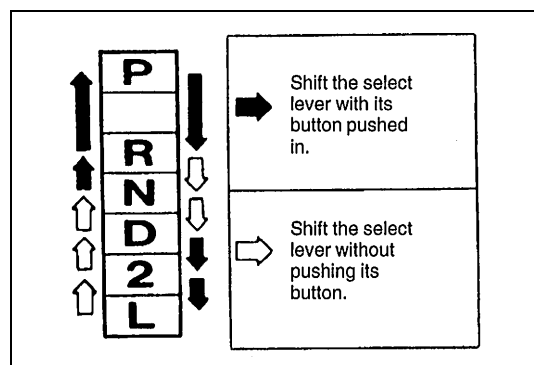 P
R
N
D
2
L
Shift the select
lever with its
button pushed
in.
Shift the select
lever without
pushing its
button.